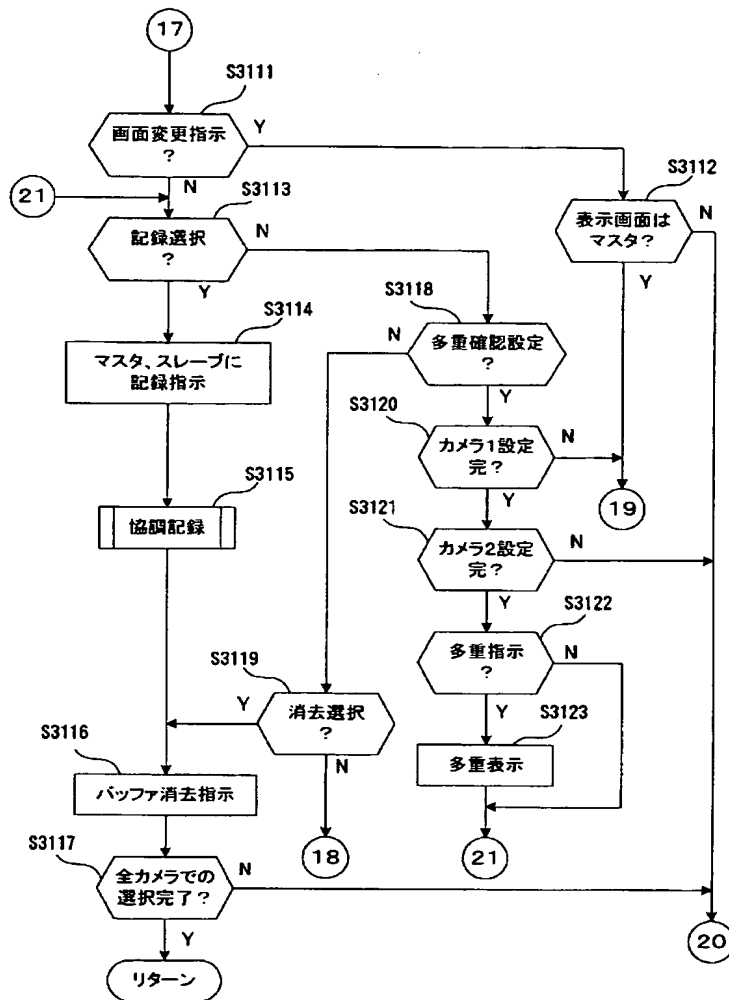 17
S3111
画面変更指示
?
Y
N
21
S3113
記録選択
?
N
Y
S3112
表示画面は
マスタ?
N
Y
S3114
マスタ、スレーブに
記録指示
S3118
多重確認設定
?
N
Y
S3120
カメラ1設定
完?
N
Y
19
S3115
協調記録
S3121
カメラ2設定
完?
N
Y
S3122
多重指示
?
N
Y
S3119
消去選択
?
Y
N
S3123
多重表示
S3116
バッファ消去指示
18
21
S3117
全カメラでの
選択完了?
N
Y
20
リターン